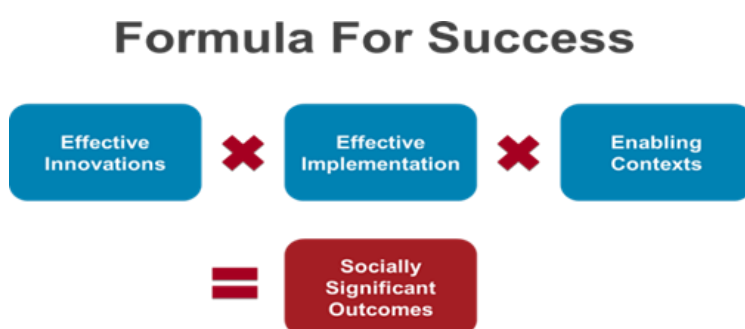 Formula For Success
Effective
Innovations
Effective
Implementation
Enabling
Contexts
Socially
Significant
Outcomes